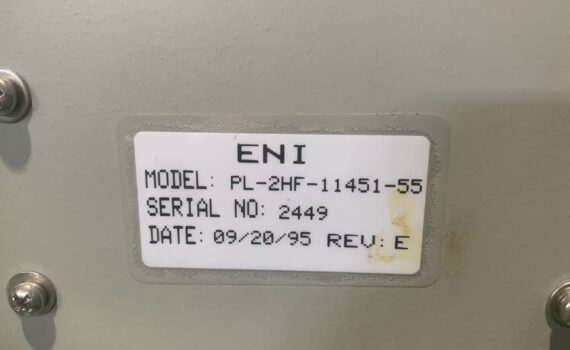 ENI
MODEL: PL-2HF-11451-55
SERIAL NO: 2449
DATE: 09/20/95 REV: E